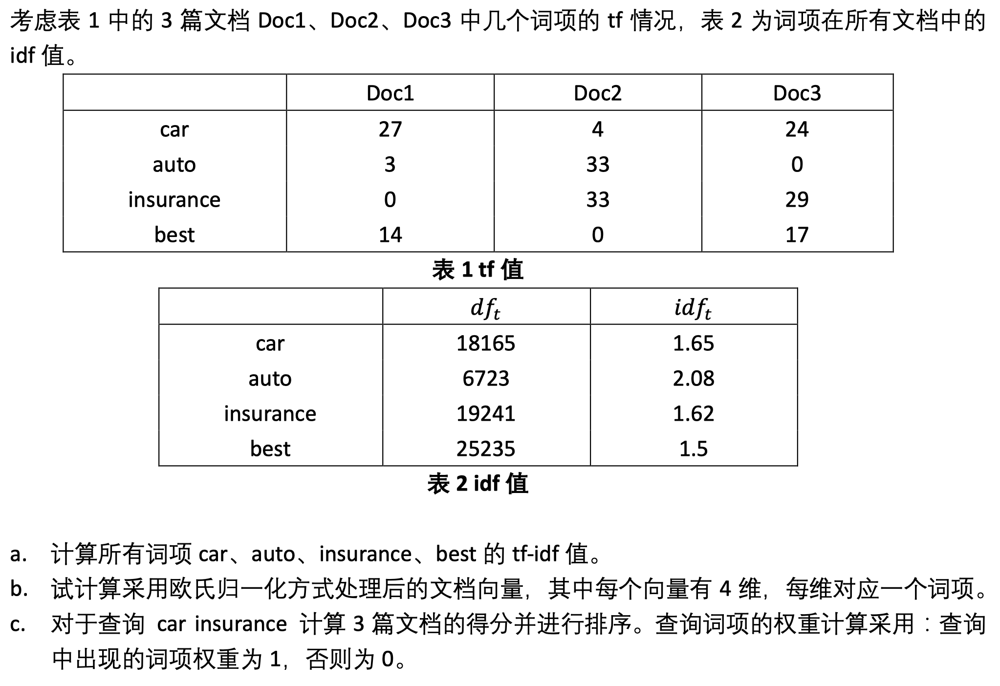 考虑表 1 中的 3 篇文档 Doc1、Doc2、Doc3 中几个词项的 tf 情况，表 2 为词项在所有文档中的
idf 值。
Doc1 Doc2 Doc3
car 27 4 24
auto 3 33 0
insurance 0 33 29
best 14 0 17
表 1 tf 值
df_t idf_t
car 18165 1.65
auto 6723 2.08
insurance 19241 1.62
best 25235 1.5
表 2 idf 值
a. 计算所有词项 car、auto、insurance、best 的 tf-idf 值。
b. 试计算采用欧氏归一化方式处理后的文档向量，其中每个向量有 4 维，每维对应一个词项。
c. 对于查询 car insurance 计算 3 篇文档的得分并进行排序。查询词项的权重计算采用：查询
中出现的词项权重为 1，否则为 0。